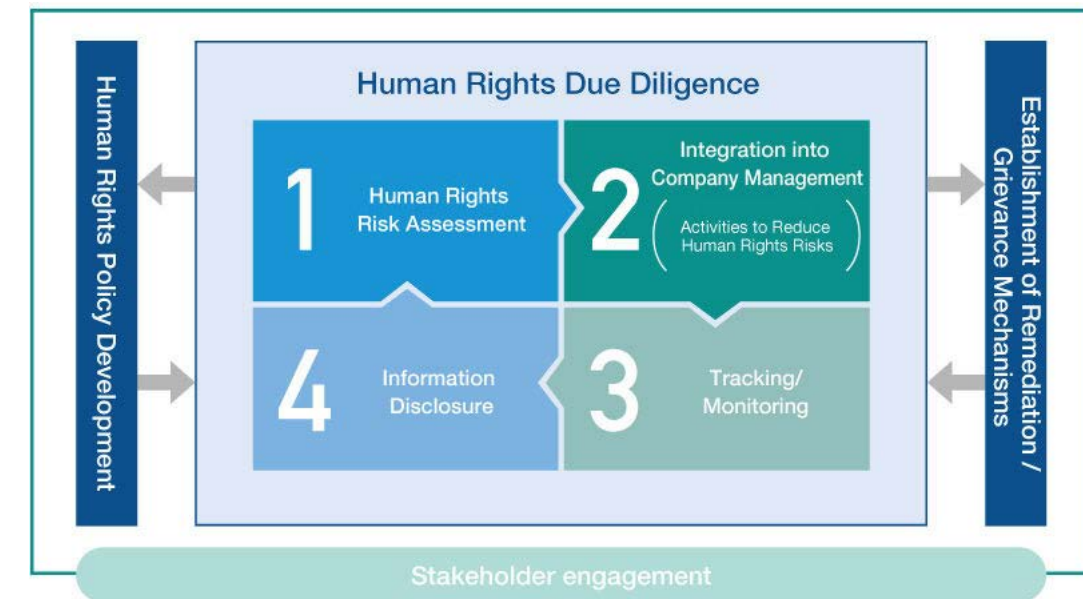 Human Rights Policy Development
Human Rights Due Diligence
1
Human Rights
Risk Assessment
2
Integration into
Company Management
Activities to Reduce
Human Rights Risks
4
Information
Disclosure
3
Tracking/
Monitoring
Establishment of Remediation /
Grievance Mechanisms
Stakeholder engagement